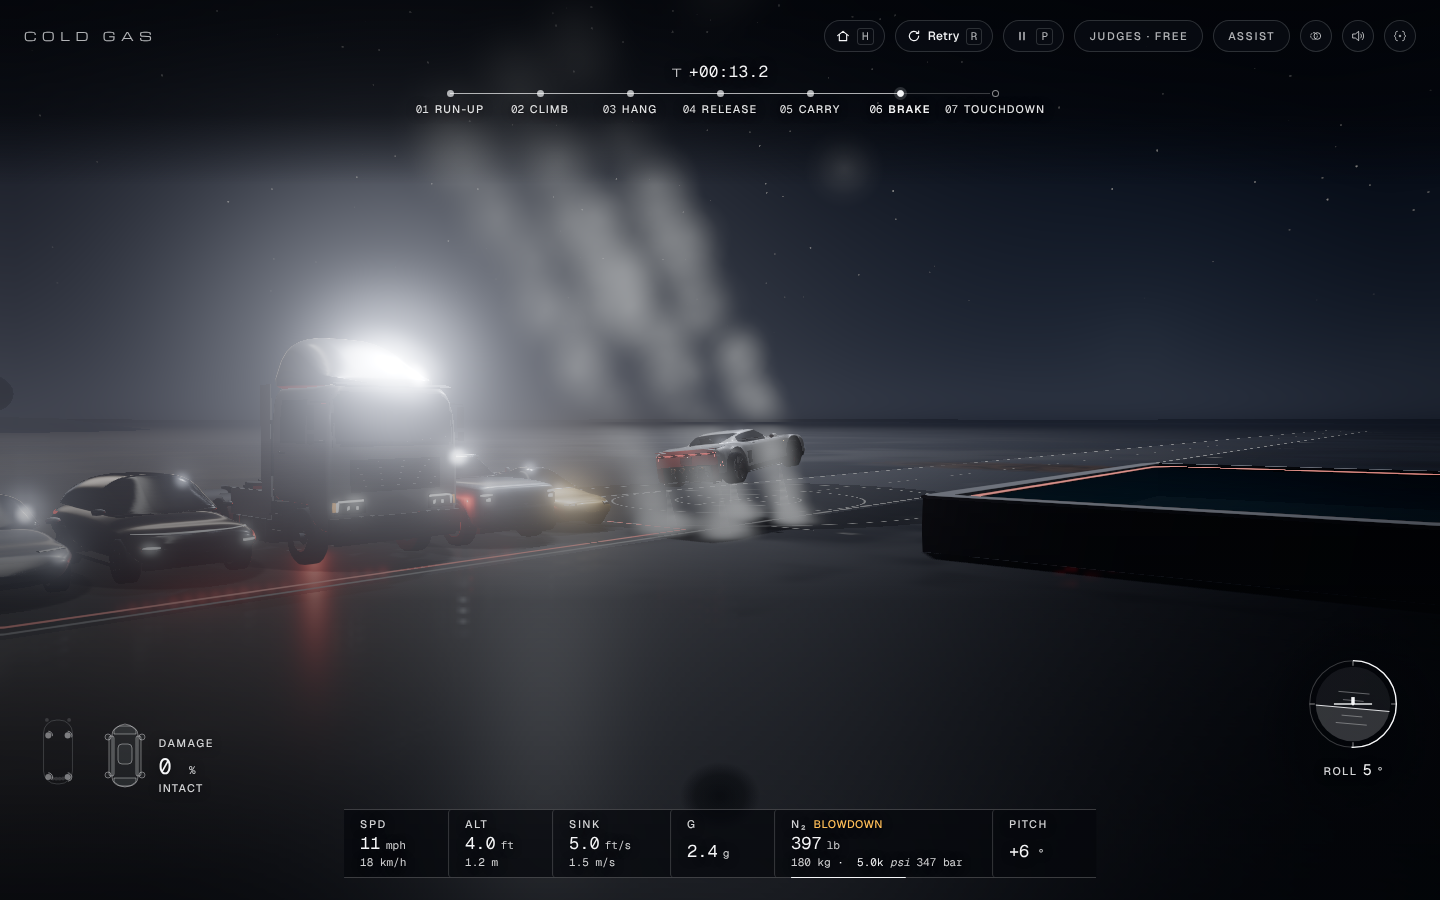 COLD GAS
H
Retry R
P
JUDGES · FREE
ASSIST
T +00:13.2
01 RUN-UP 02 CLIMB 03 HANG 04 RELEASE 05 CARRY 06 BRAKE 07 TOUCHDOWN
DAMAGE
0 %
INTACT
ROLL 5 °
SPD
11 mph
18 km/h
ALT
4.0 ft
1.2 m
SINK
5.0 ft/s
1.5 m/s
G
2.4 g
N₂ BLOWDOWN
397 lb
180 kg · 5.0k psi 347 bar
PITCH
+6 °